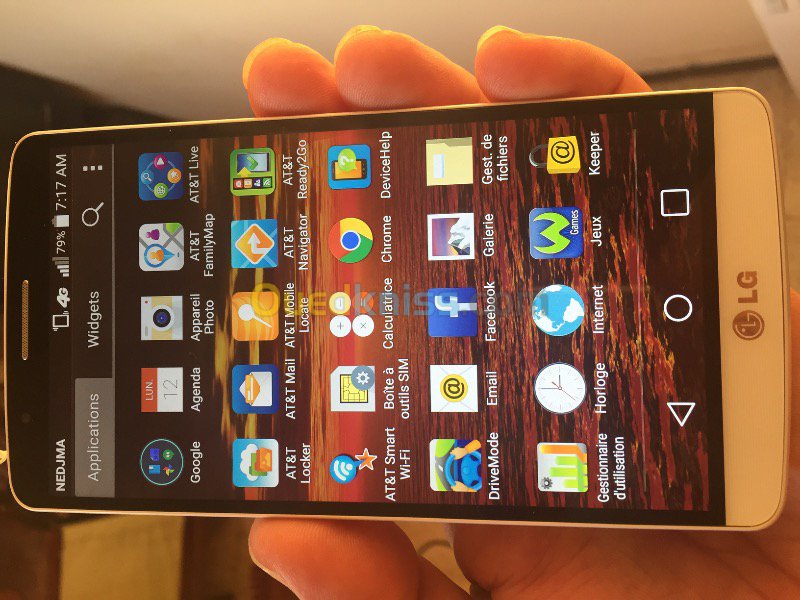 NEDJMA
4G 79% 7:17 AM
Applications
Widgets
Google
LUN.
12
Agenda
Appareil
Photo
AT&T
FamilyMap
AT&T Live
AT&T
Locker
AT&T Mail
AT&T Mobile
Locate
AT&T
Navigator
AT&T
Ready2Go
AT&T Smart
Wi-Fi
Boîte à
outils SIM
Calculatrice
Chrome
DeviceHelp
DriveMode
Email
Facebook
Galerie
Gest. de
fichiers
Gestionnaire
d'utilisation
Horloge
Internet
Games
Jeux
Keeper
LG
Ouedkniss.com